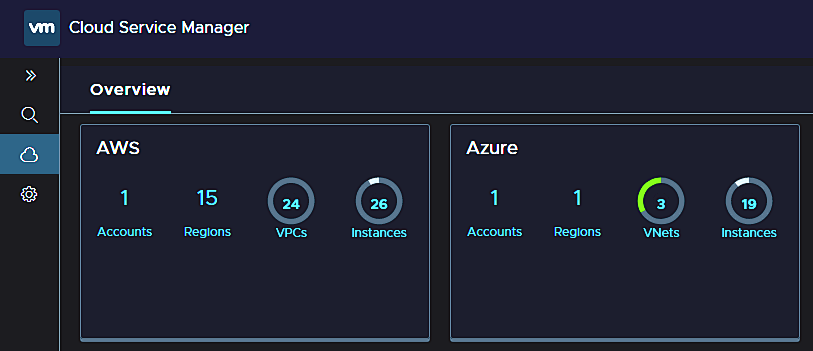 vm Cloud Service Manager
Overview
AWS
1 15 24 26
Accounts Regions VPCs Instances
Azure
1 1 3 19
Accounts Regions VNets Instances